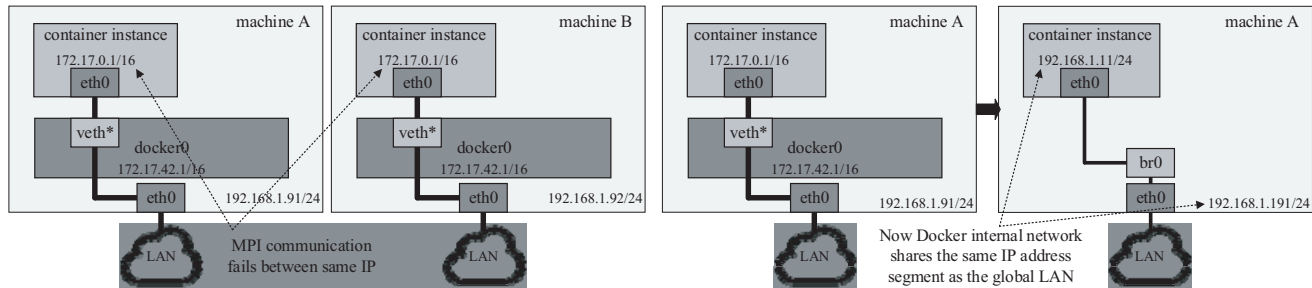 machine A
container instance
172.17.0.1/16
eth0
veth*
docker0
172.17.42.1/16
eth0
192.168.1.91/24
LAN
machine B
container instance
172.17.0.1/16
eth0
veth*
docker0
172.17.42.1/16
eth0
192.168.1.92/24
LAN
MPI communication
fails between same IP
machine A
container instance
172.17.0.1/16
eth0
veth*
docker0
172.17.42.1/16
eth0
192.168.1.91/24
LAN
machine A
container instance
192.168.1.11/24
eth0
br0
eth0
192.168.1.191/24
LAN
Now Docker internal network
shares the same IP address
segment as the global LAN